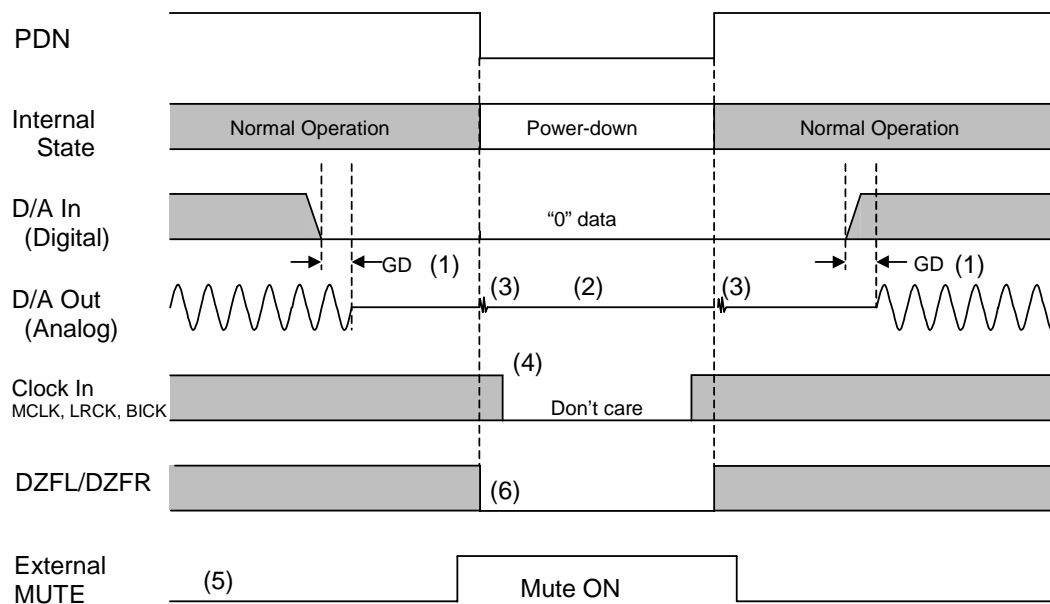 PDN
Internal
State
Normal Operation
Power-down
Normal Operation
D/A In
(Digital)
“0” data
GD
(1)
GD
(1)
D/A Out
(Analog)
(3)
(2)
(3)
Clock In
MCLK, LRCK, BICK
(4)
Don’t care
DZFL/DZFR
(6)
External
MUTE
(5)
Mute ON